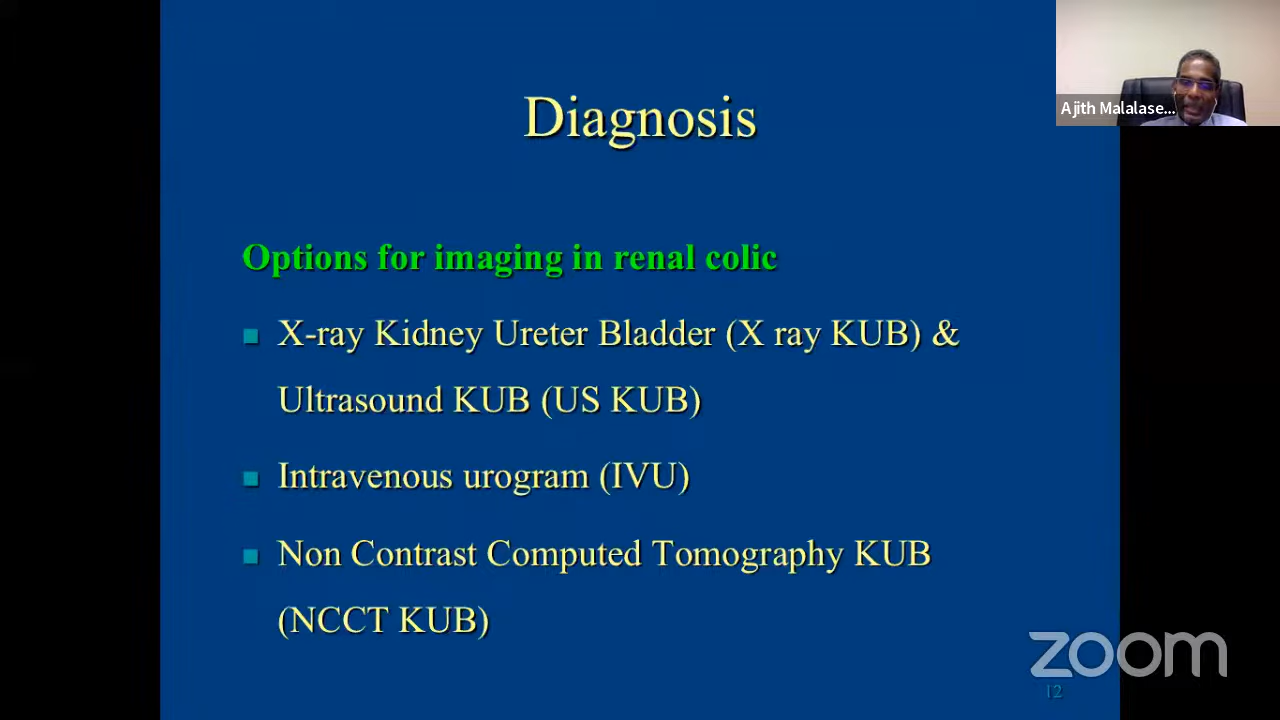 Diagnosis
Ajith Malalase...
Options for imaging in renal colic
X-ray Kidney Ureter Bladder (X ray KUB) &
Ultrasound KUB (US KUB)
Intravenous urogram (IVU)
Non Contrast Computed Tomography KUB
(NCCT KUB)
zoom
12